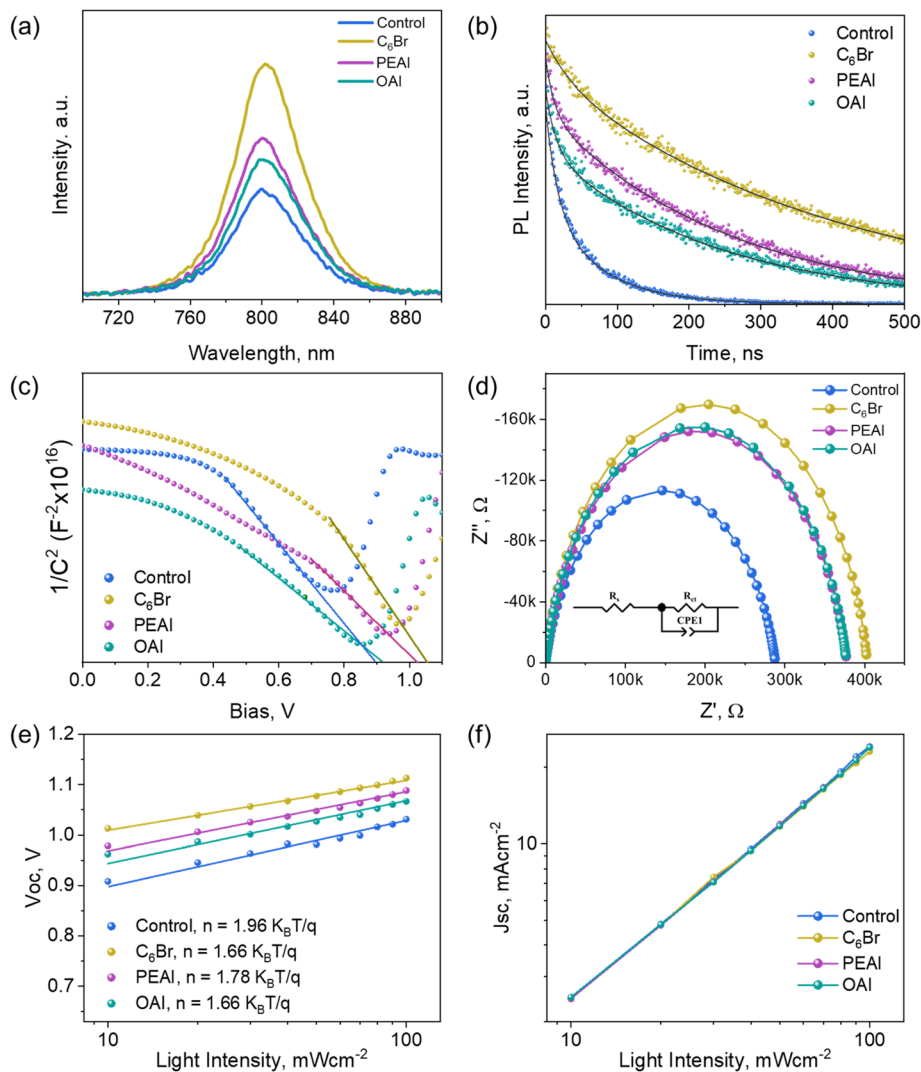 (a)
Control
C₆Br
PEAI
OAI
Intensity. a.u.
720 760 800 840 880
Wavelength, nm
(b)
Control
C₆Br
PEAI
OAI
PL Intensity, a.u.
0 100 200 300 400 500
Time, ns
(c)
1/C² (F⁻²x10¹⁶)
Control
C₆Br
PEAI
OAI
0.0 0.2 0.4 0.6 0.8 1.0
Bias, V
(d)
Control
C₆Br
PEAI
OAI
-160k
-120k
-80k
-40k
0
Z'', Ω
Rs
Rct
CPE1
0 100k 200k 300k 400k
Z', Ω
(e)
1.2
1.1
1.0
0.9
0.8
0.7
Voc, V
Control, n = 1.96 KBT/q
C₆Br, n = 1.66 KBT/q
PEAI, n = 1.78 KBT/q
OAI, n = 1.66 KBT/q
10 100
Light Intensity, mWcm⁻²
(f)
10
Jsc, mAcm⁻²
Control
C₆Br
PEAI
OAI
10 100
Light Intensity, mWcm⁻²